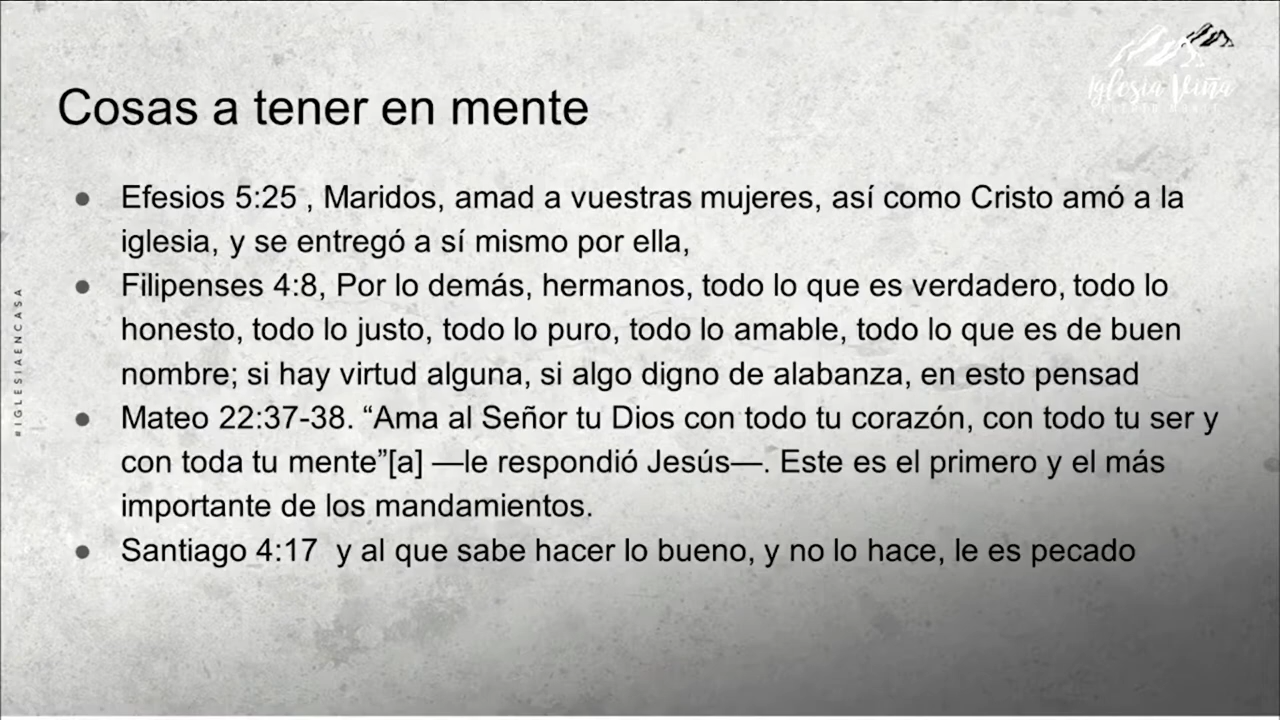 Iglesia Viña
Cosas a tener en mente
● Efesios 5:25 , Maridos, amad a vuestras mujeres, así como Cristo amó a la
iglesia, y se entregó a sí mismo por ella,
● Filipenses 4:8, Por lo demás, hermanos, todo lo que es verdadero, todo lo
honesto, todo lo justo, todo lo puro, todo lo amable, todo lo que es de buen
nombre; si hay virtud alguna, si algo digno de alabanza, en esto pensad
● Mateo 22:37-38. “Ama al Señor tu Dios con todo tu corazón, con todo tu ser y
con toda tu mente”[a] —le respondió Jesús—. Este es el primero y el más
importante de los mandamientos.
● Santiago 4:17  y al que sabe hacer lo bueno, y no lo hace, le es pecado
#IGLESIAENCASA